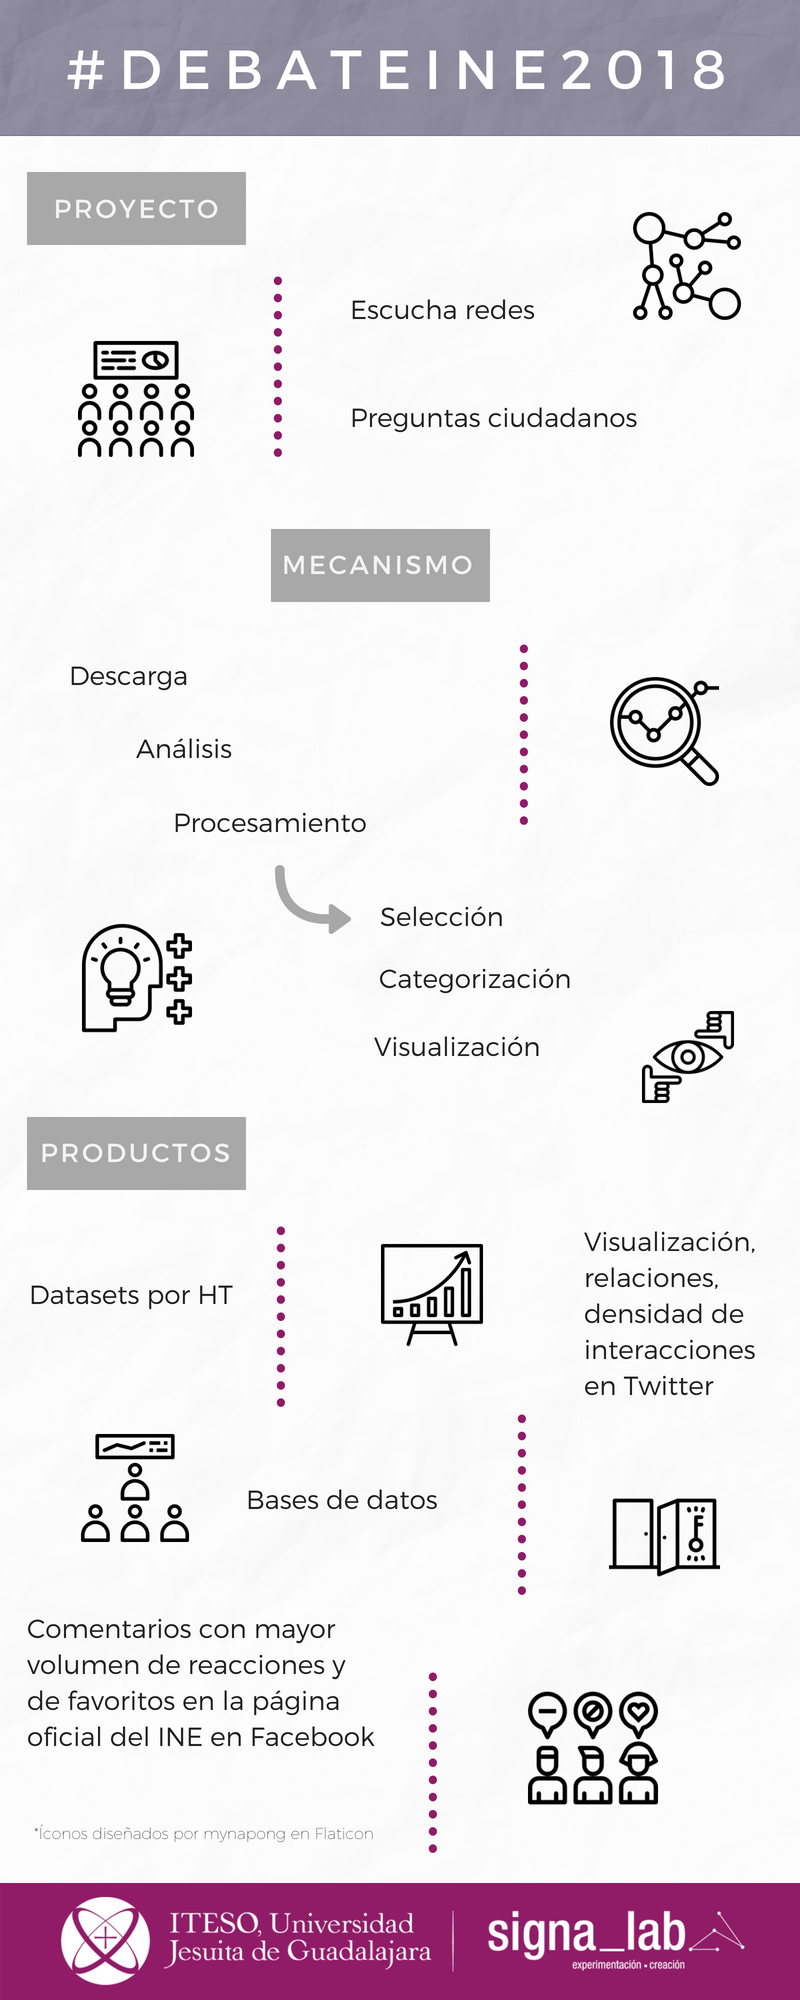 #DEBATEINE2018
PROYECTO
Escucha redes
Preguntas ciudadanos
MECANISMO
Descarga
Análisis
Procesamiento
Selección
Categorización
Visualización
PRODUCTOS
Datasets por HT
Visualización,
relaciones,
densidad de
interacciones
en Twitter
Bases de datos
Comentarios con mayor
volumen de reacciones y
de favoritos en la página
oficial del INE en Facebook
*Íconos diseñados por mynapong en Flaticon
ITESO, Universidad
Jesuita de Guadalajara
signa_lab
experimentación • creación